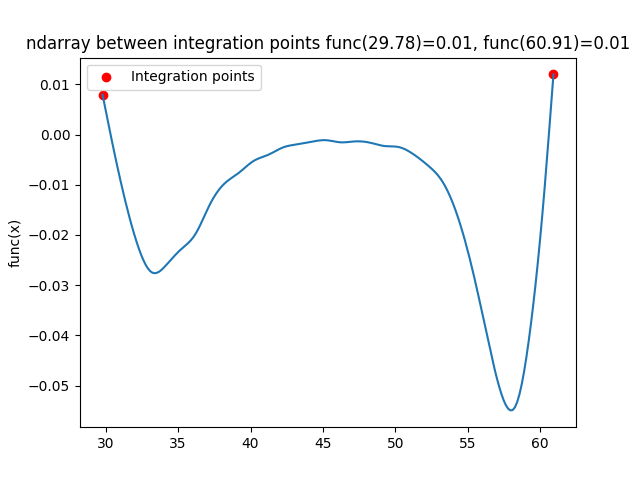 ndarray between integration points func(29.78)=0.01, func(60.91)=0.01
Integration points
func(x)
0.01
0.00
−0.01
−0.02
−0.03
−0.04
−0.05
30 35 40 45 50 55 60